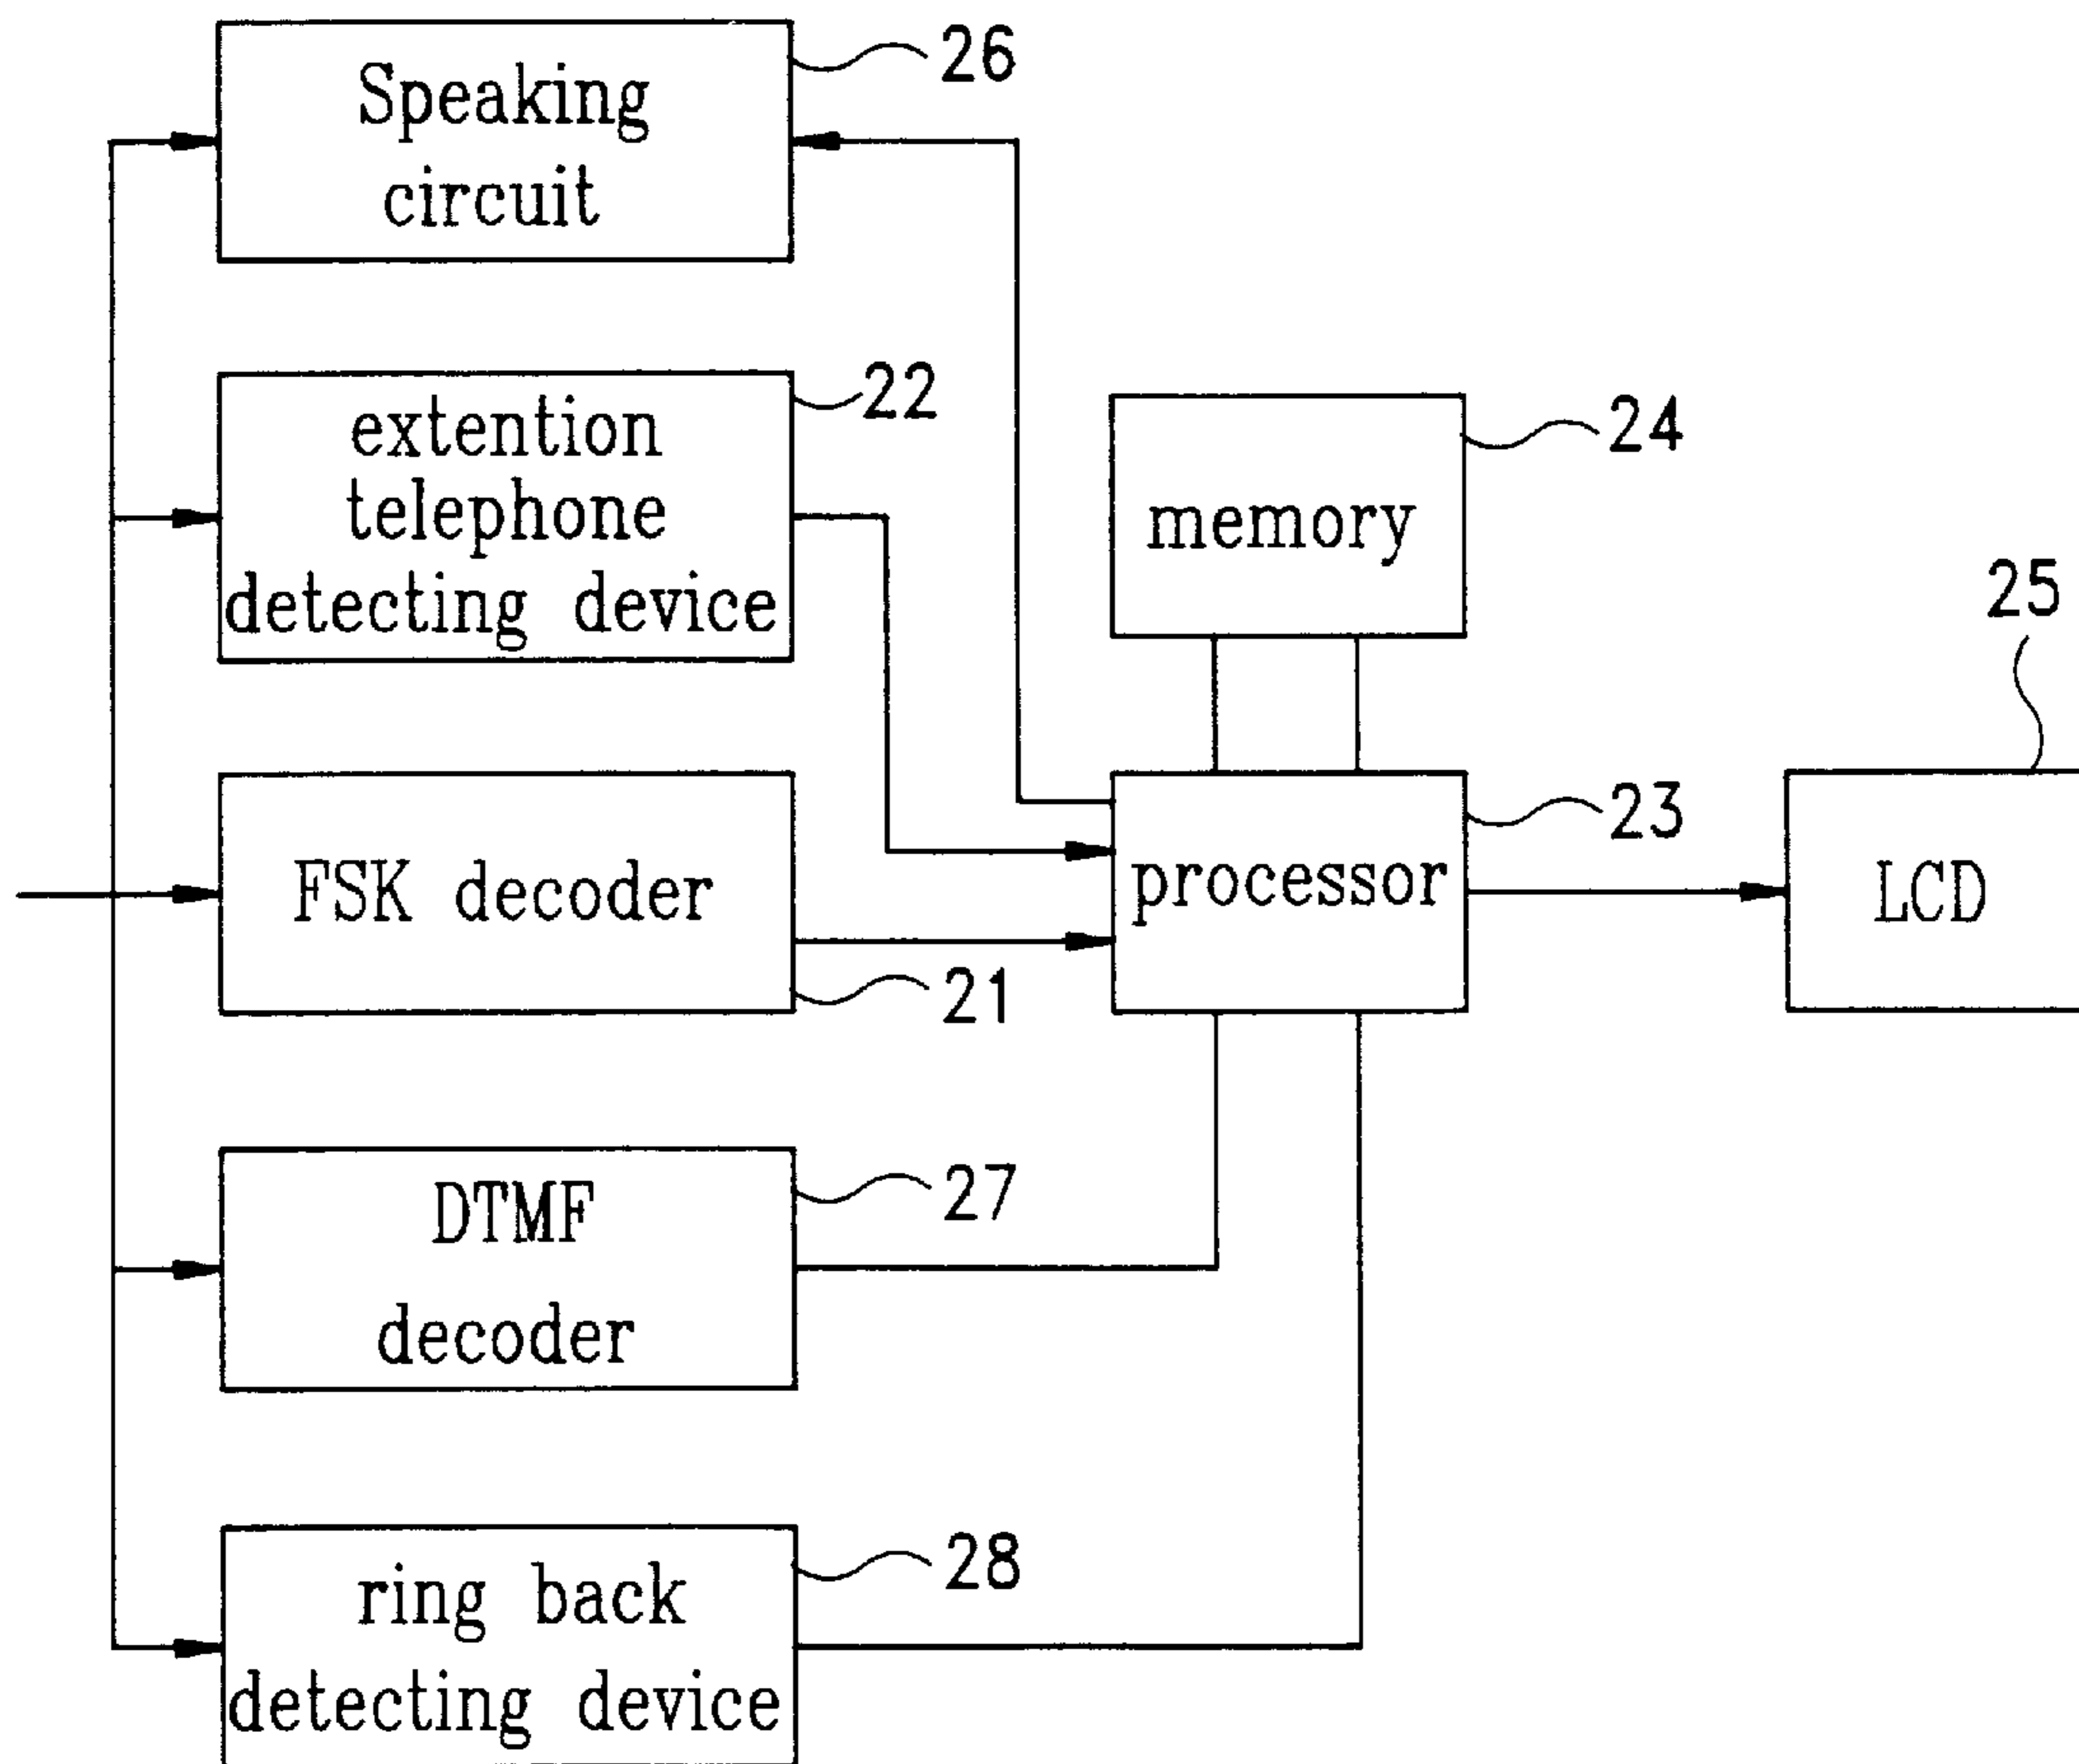 Speaking
circuit
26
extention
telephone
detecting device
22
memory
24
FSK decoder
21
processor
23
LCD
25
DTMF
decoder
27
ring back
detecting device
28